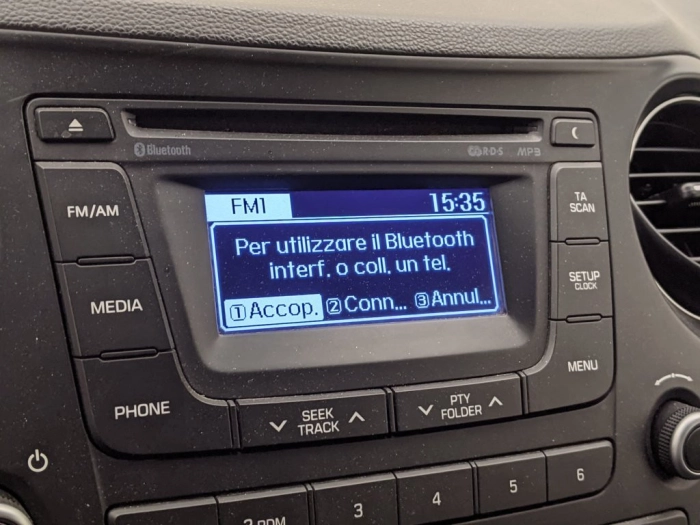 Bluetooth
R·D·S MP3
FM/AM
FM1 15:35
TA SCAN
Per utilizzare il Bluetooth
interf. o coll. un tel.
1 Accop. 2 Conn... 3 Annul...
MEDIA
SETUP
CLOCK
MENU
PHONE
SEEK
TRACK
PTY
FOLDER
3 4 5 6